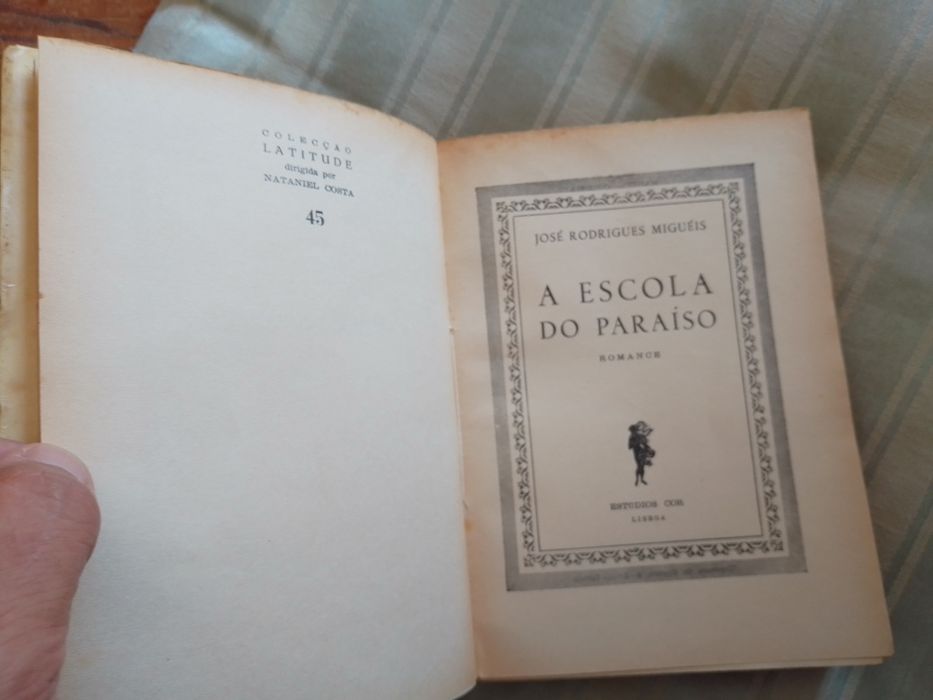 COLECÇÃO
LATITUDE
dirigida por
NATANIEL COSTA
45
JOSÉ RODRIGUES MIGUÉIS
A ESCOLA
DO PARAÍSO
ROMANCE
ESTÚDIOS COR
LISBOA